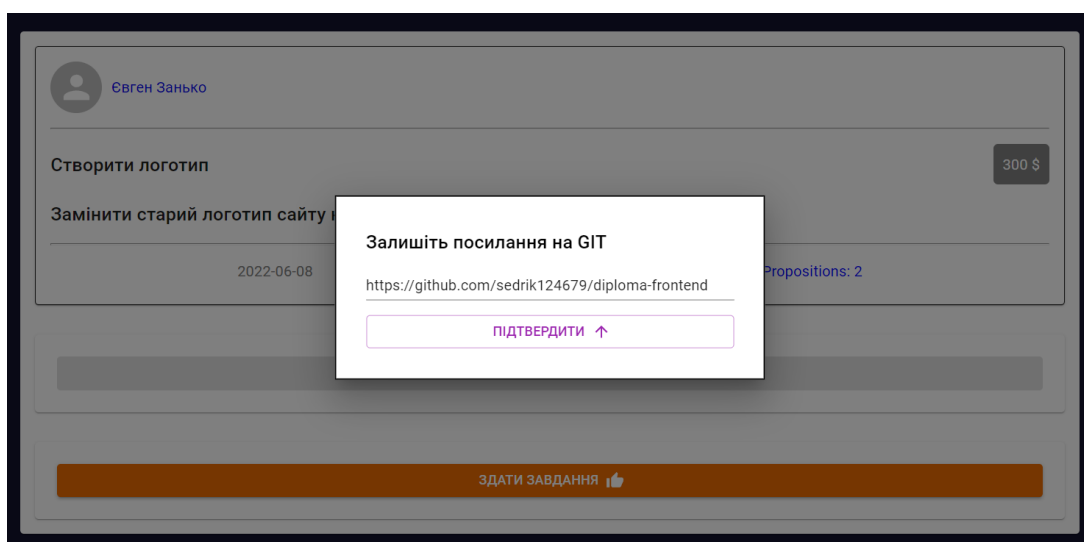 Євген Занько
Створити логотип
300 $
Замінити старий логотип сайту
2022-06-08
Propositions: 2
Залишіть посилання на GIT
https://github.com/sedrik124679/diploma-frontend
ПІДТВЕРДИТИ
ЗДАТИ ЗАВДАННЯ